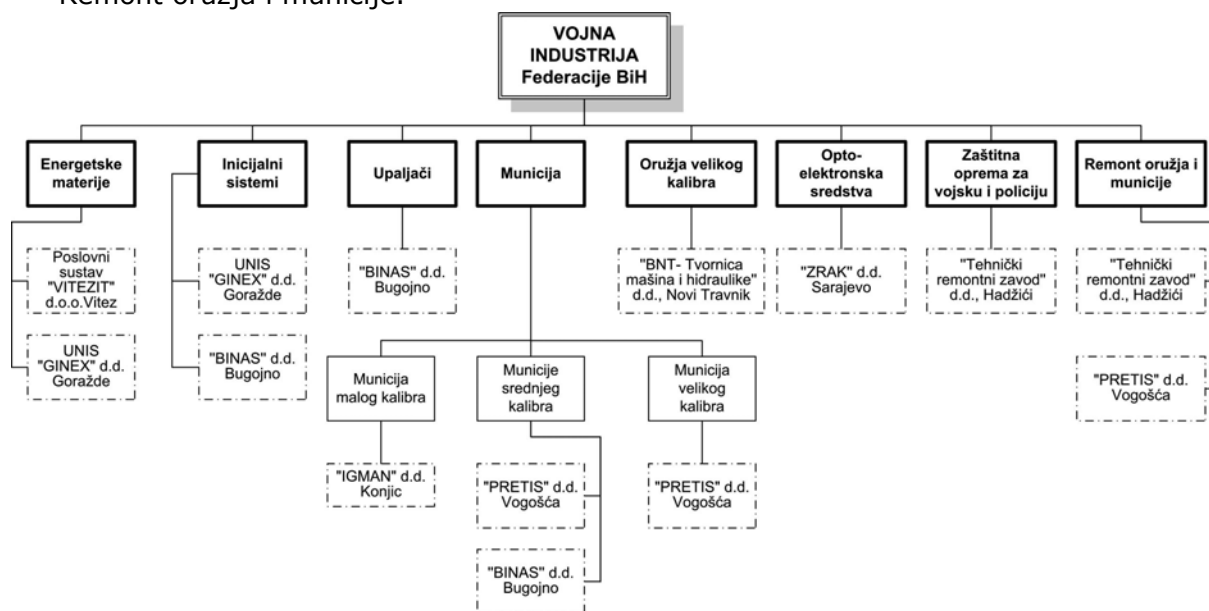 Remont oružja i municije.
VOJNA
INDUSTRIJA
Federacije BiH
Energetske
materije
Inicijalni
sistemi
Upaljači
Municija
Oružja velikog
kalibra
Opto-
elektronska
sredstva
Zaštitna
oprema za
vojsku i policiju
Remont oružja i
municije
Poslovni
sustav
"VITEZIT"
d.o.o.Vitez
UNIS
"GINEX" d.d.
Goražde
UNIS
"GINEX" d.d.
Goražde
"BINAS" d.d.
Bugojno
"BINAS" d.d.
Bugojno
Municija
malog kalibra
"IGMAN" d.d.
Konjic
Municije
srednjeg
kalibra
"PRETIS" d.d.
Vogošća
"BINAS" d.d.
Bugojno
Municija
velikog
kalibra
"PRETIS" d.d.
Vogošća
"BNT- Tvornica
mašina i hidraulike"
d.d., Novi Travnik
"ZRAK" d.d.
Sarajevo
"Tehnički
remontni zavod"
d.d., Hadžići
"Tehnički
remontni zavod"
d.d., Hadžići
"PRETIS" d.d.
Vogošća